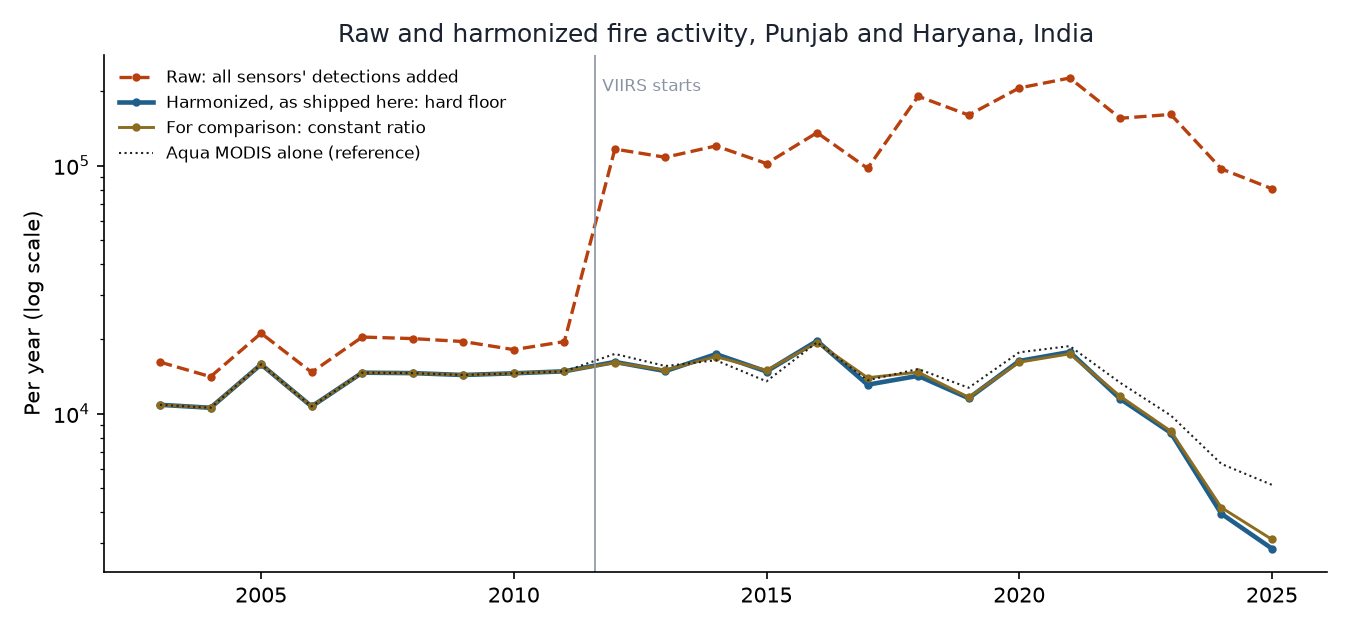 Raw and harmonized fire activity, Punjab and Haryana, India
Raw: all sensors' detections added
Harmonized, as shipped here: hard floor
For comparison: constant ratio
Aqua MODIS alone (reference)
VIIRS starts
Per year (log scale)
10^5
10^4
2005 2010 2015 2020 2025